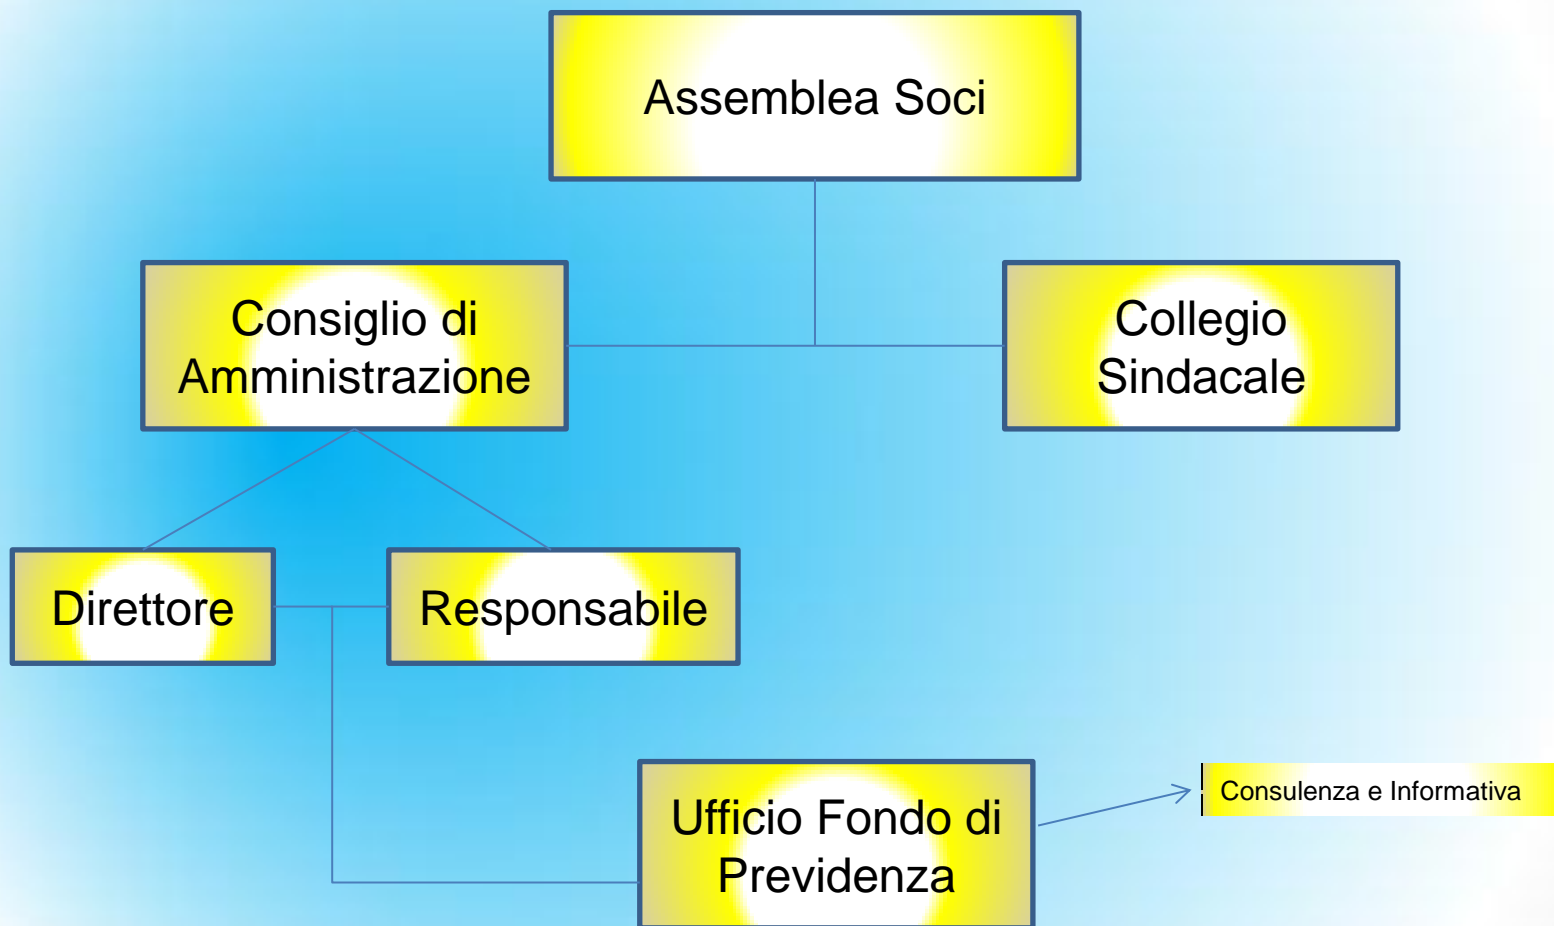 Assemblea Soci
Consiglio di
Amministrazione
Collegio
Sindacale
Direttore
Responsabile
Ufficio Fondo di
Previdenza
Consulenza e Informativa